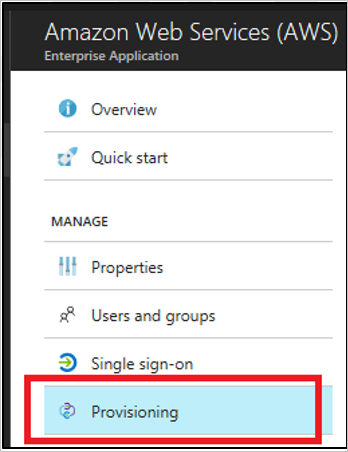 Amazon Web Services (AWS)
Enterprise Application
Overview
Quick start
MANAGE
Properties
Users and groups
Single sign-on
Provisioning